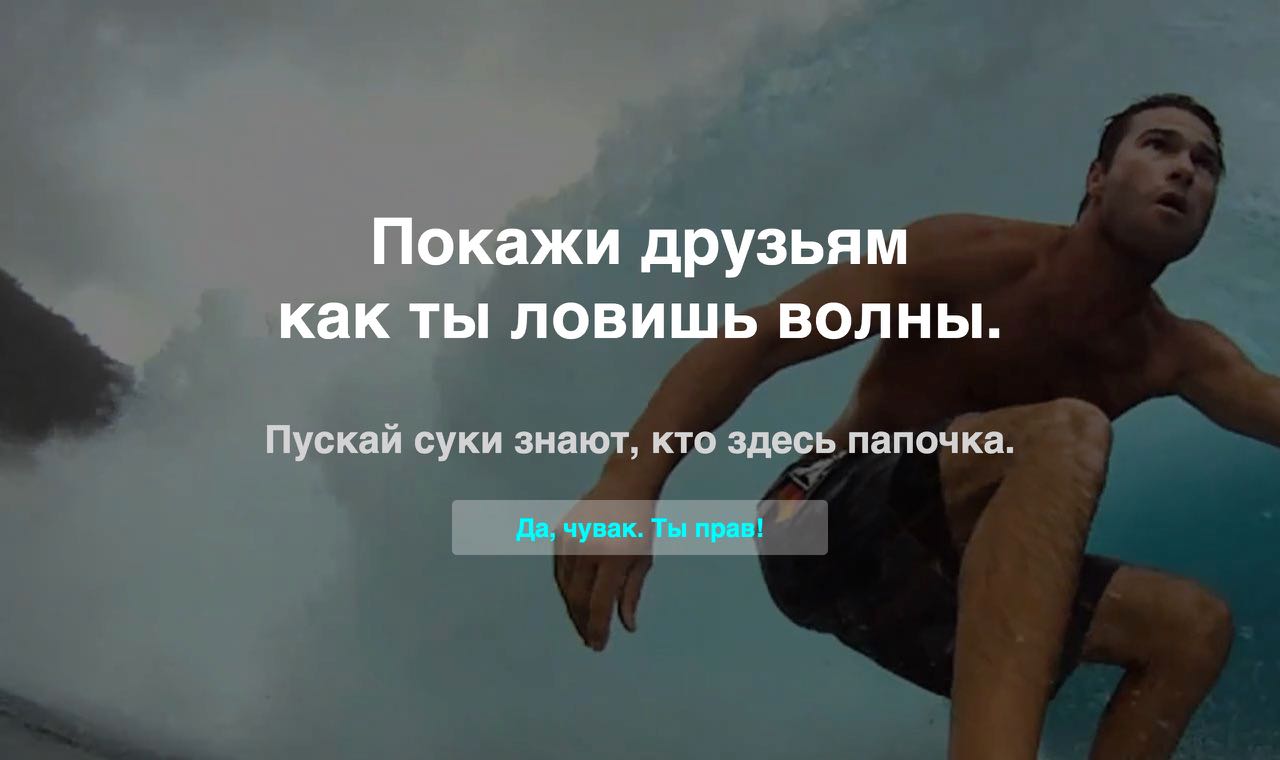 Покажи друзьям
как ты ловишь волны.
Пускай суки знают, кто здесь папочка.
Да, чувак. Ты прав!